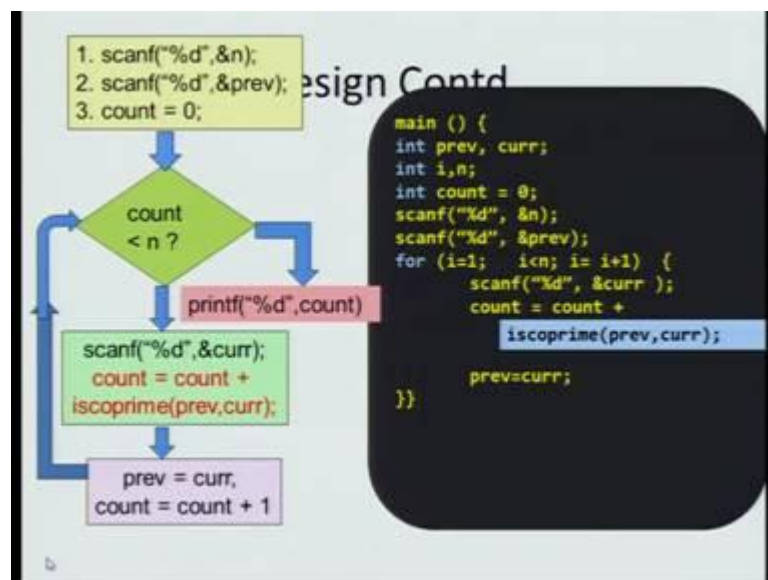 esign Contd
1. scanf("%d",&n);
2. scanf("%d",&prev);
3. count = 0;
count
< n ?
printf("%d",count)
scanf("%d",&curr);
count = count +
iscoprime(prev,curr);
prev = curr,
count = count + 1
main () {
int prev, curr;
int i,n;
int count = 0;
scanf("%d", &n);
scanf("%d", &prev);
for (i=1; i<n; i= i+1) {
scanf("%d", &curr );
count = count +
iscoprime(prev,curr);
prev=curr;
}}